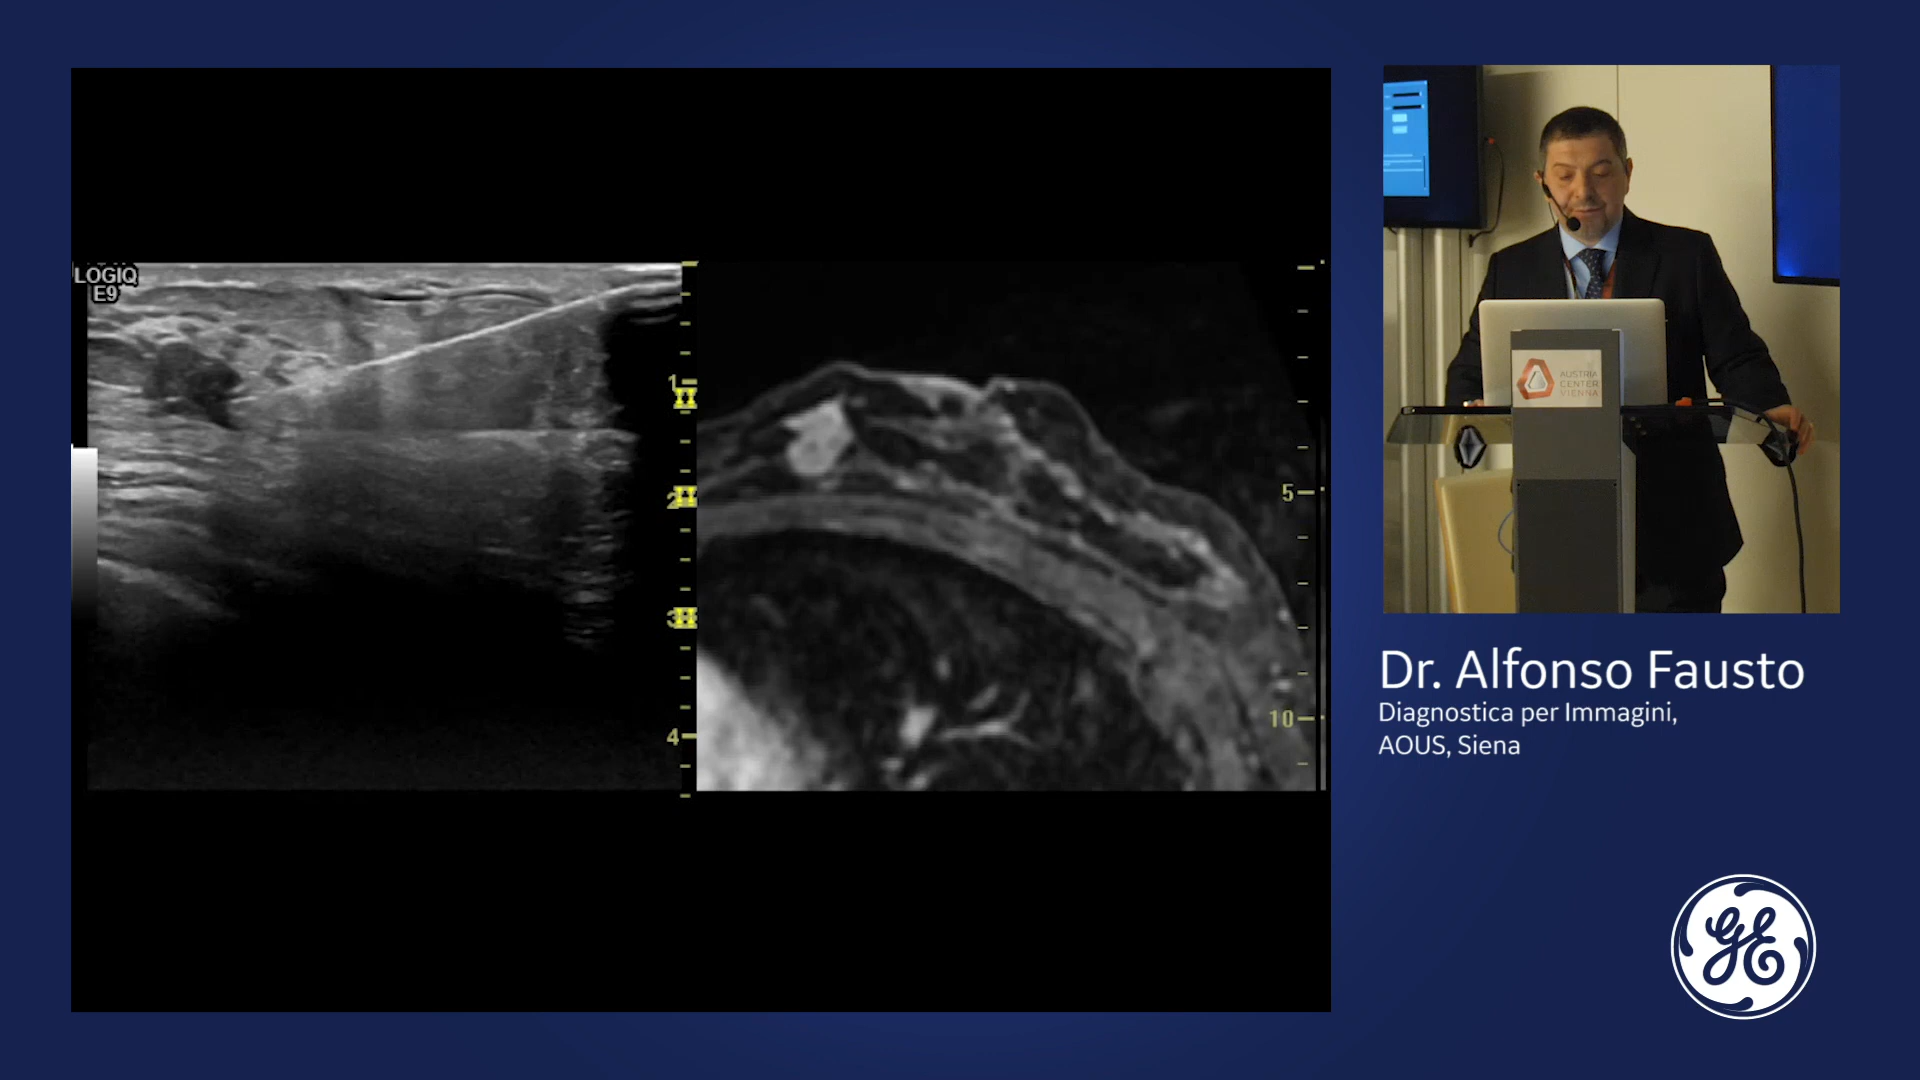 LOGIQ
E9
1
2
3
4
5
10
AUSTRIA
CENTER
VIENNA
Dr. Alfonso Fausto
Diagnostica per Immagini,
AOUS, Siena
GE